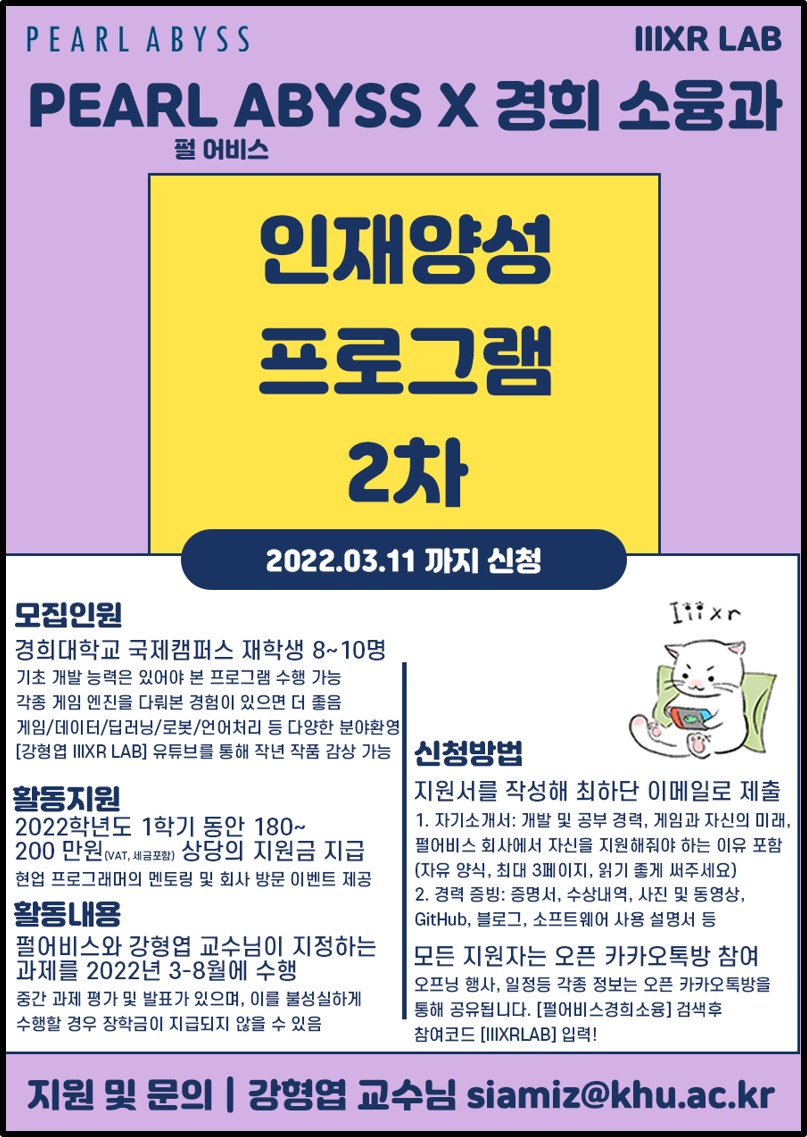 PEARL ABYSS
IIIXR LAB
PEARL ABYSS X 경희 소융과
펄 어비스
인재양성
프로그램
2차
2022.03.11 까지 신청
모집인원
경희대학교 국제캠퍼스 재학생 8~10명
기초 개발 능력은 있어야 본 프로그램 수행 가능
각종 게임 엔진을 다뤄본 경험이 있으면 더 좋음
게임/데이터/딥러닝/로봇/언어처리 등 다양한 분야환영
[강형엽 IIIXR LAB] 유튜브를 통해 작년 작품 감상 가능
활동지원
2022학년도 1학기 동안 180~
200 만원(VAT, 세금포함) 상당의 지원금 지급
현업 프로그래머의 멘토링 및 회사 방문 이벤트 제공
활동내용
펄어비스와 강형엽 교수님이 지정하는
과제를 2022년 3-8월에 수행
중간 과제 평가 및 발표가 있으며, 이를 불성실하게
수행할 경우 장학금이 지급되지 않을 수 있음
Iiixr
신청방법
지원서를 작성해 최하단 이메일로 제출
1. 자기소개서: 개발 및 공부 경력, 게임과 자신의 미래,
펄어비스 회사에서 자신을 지원해줘야 하는 이유 포함
(자유 양식, 최대 3페이지, 읽기 좋게 써주세요)
2. 경력 증빙: 증명서, 수상내역, 사진 및 동영상,
GitHub, 블로그, 소프트웨어 사용 설명서 등
모든 지원자는 오픈 카카오톡방 참여
오프닝 행사, 일정등 각종 정보는 오픈 카카오톡방을
통해 공유됩니다. [펄어비스경희소융] 검색후
참여코드 [IIIXRLAB] 입력!
지원 및 문의 | 강형엽 교수님 siamiz@khu.ac.kr